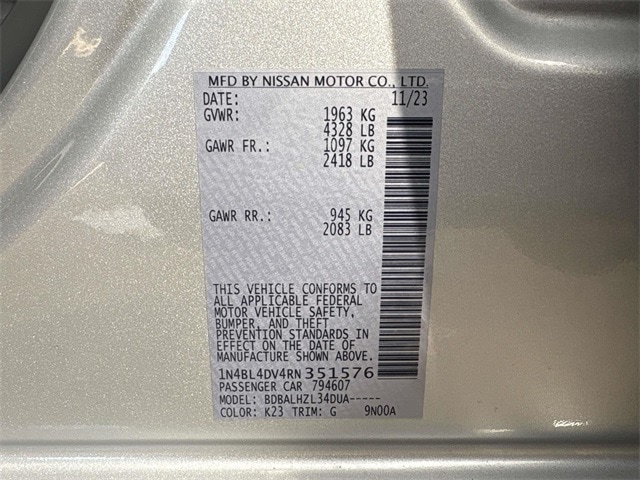 MFD BY NISSAN MOTOR CO., LTD.
DATE: 11/23
GVWR: 1963 KG
4328 LB
GAWR FR.: 1097 KG
2418 LB
GAWR RR.: 945 KG
2083 LB
THIS VEHICLE CONFORMS TO
ALL APPLICABLE FEDERAL
MOTOR VEHICLE SAFETY,
BUMPER, AND THEFT
PREVENTION STANDARDS IN
EFFECT ON THE DATE OF
MANUFACTURE SHOWN ABOVE.
1N4BL4DV4RN351576
PASSENGER CAR 794607
MODEL: BDBALHZL34DUA-----
COLOR: K23 TRIM: G 9N00A